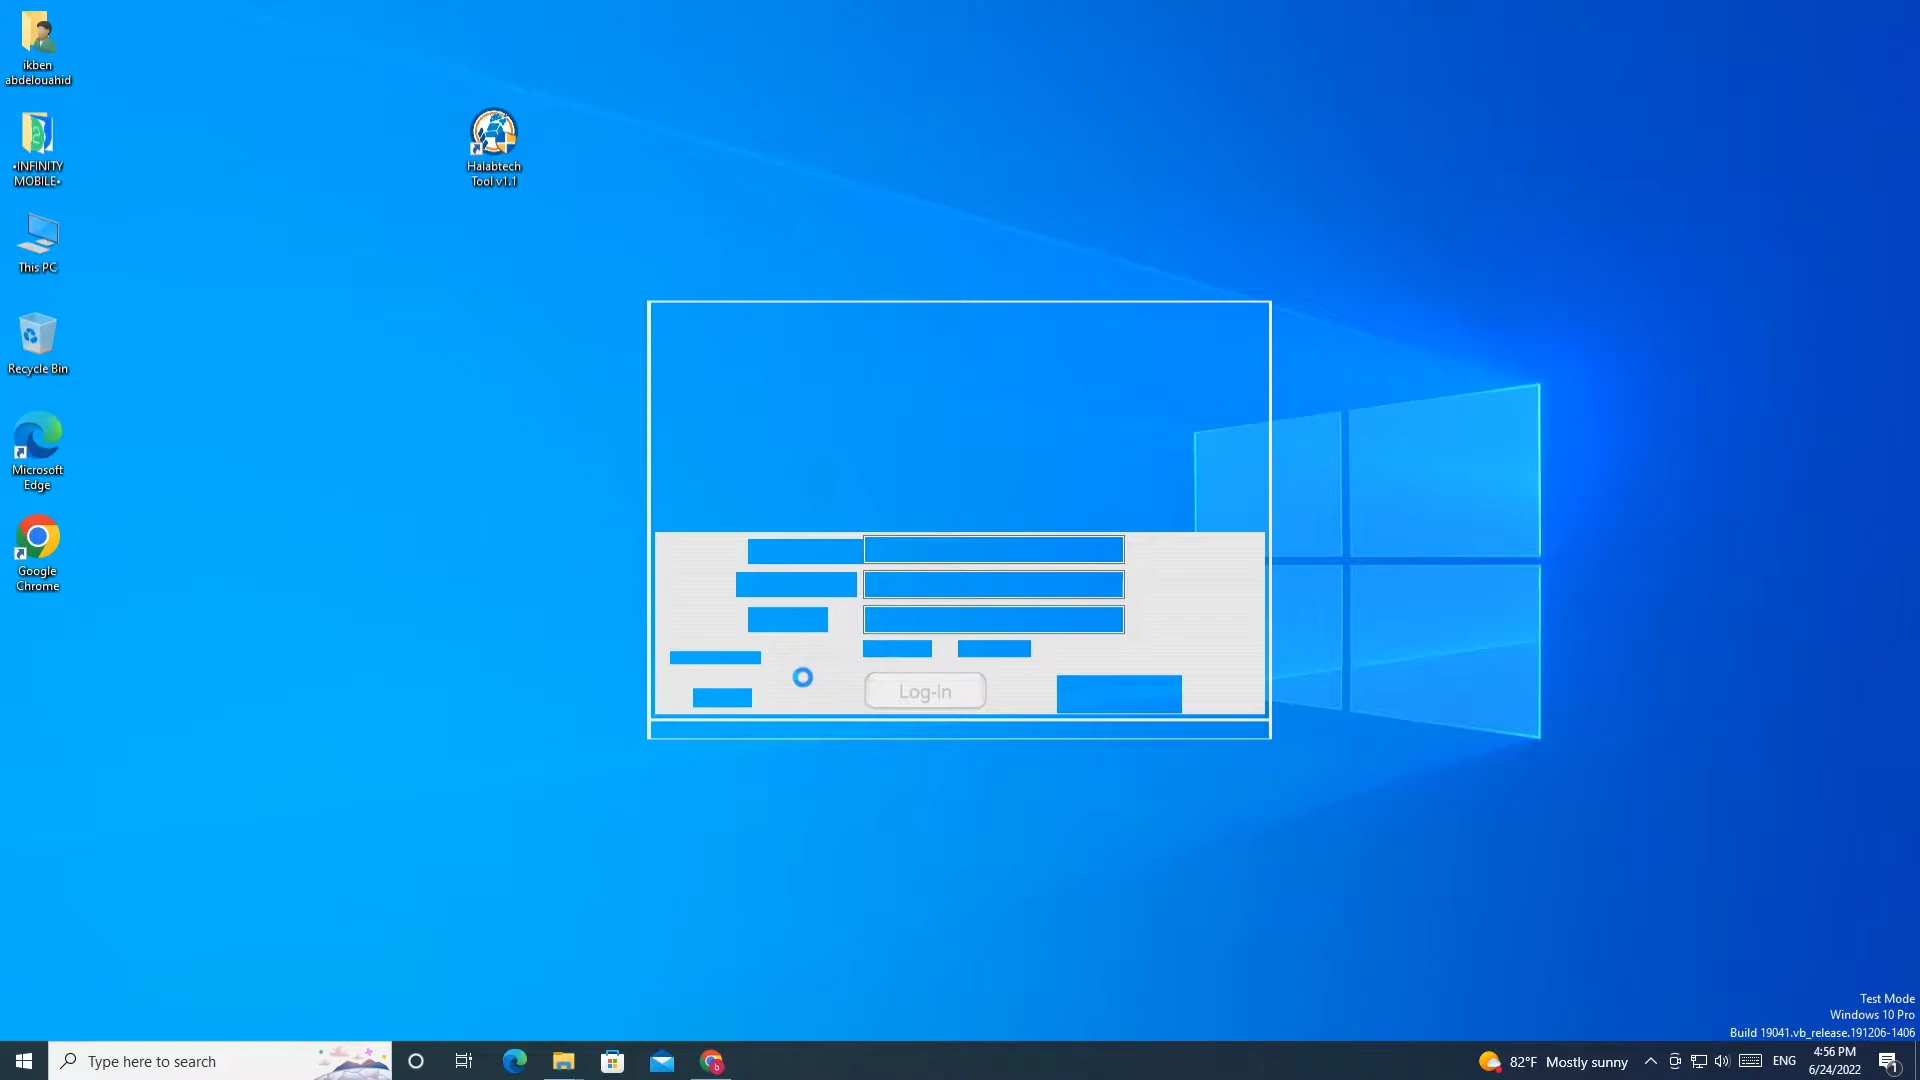 ikben
abdelouahid
•INFINITY
MOBILE•
This PC
Recycle Bin
Microsoft
Edge
Google
Chrome
Halabtech
Tool v1.1
Log-In
Test Mode
Windows 10 Pro
Build 19041.vb_release.191206-1406
Type here to search
82°F Mostly sunny
ENG
4:56 PM
6/24/2022
1
b